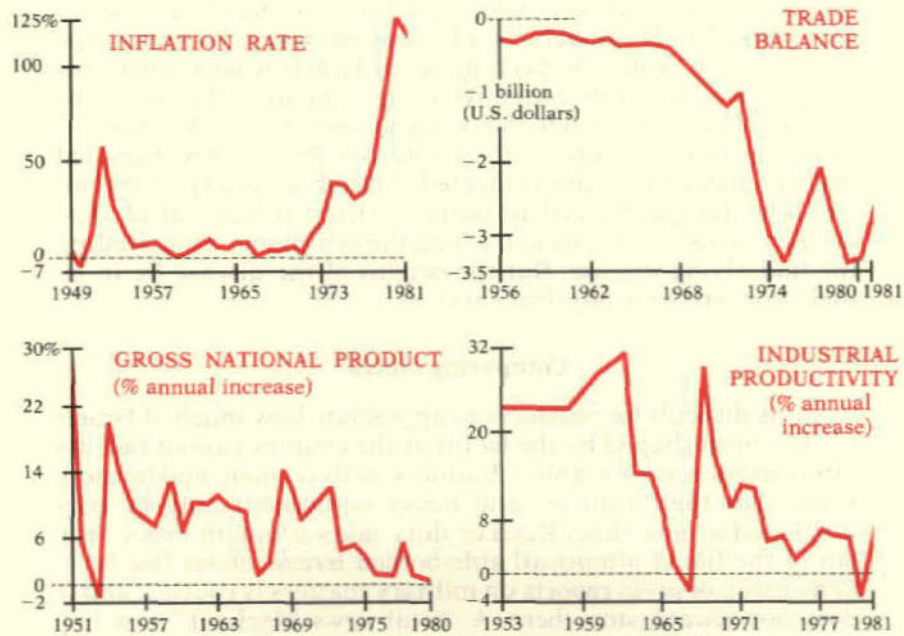 125%
100
50
0
−7
INFLATION RATE
1949 1957 1965 1973 1981
0
−1 billion
(U.S. dollars)
−2
−3
−3.5
TRADE
BALANCE
1956 1962 1968 1974 1980 1981
30%
22
14
6
0
−2
GROSS NATIONAL PRODUCT
(% annual increase)
1951 1957 1963 1969 1975 1980
32
20
8
0
−4
INDUSTRIAL
PRODUCTIVITY
(% annual
increase)
1953 1959 1965 1971 1977 1981